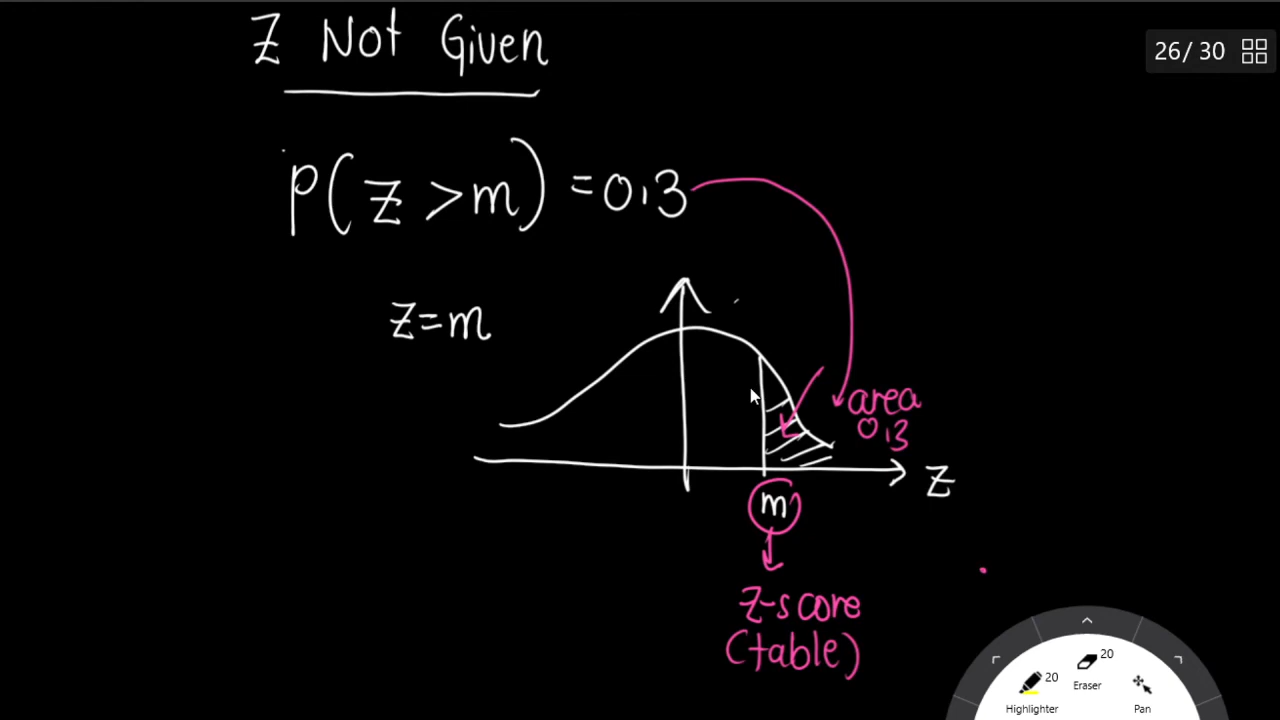 Z Not Given
26/ 30
P(Z >m) = 0.3
Z=m
area
0.3
Z
m
Z-score
(table)
20
20
Eraser
Highlighter
Pan